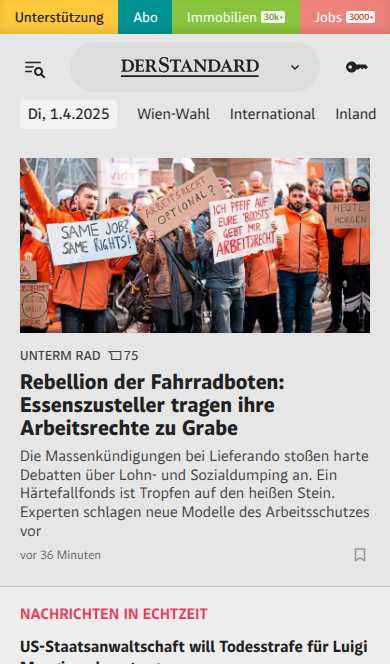 Unterstützung Abo Immobilien 30k+ Jobs 3000+
DERSTANDARD
Di, 1.4.2025 Wien-Wahl International Inland
SAME JOB?
SAME RIGHTS!
ARBEITSRECHT
OPTIONAL?
ICH PFEIF AUF
EURE "BOOSTS"
GEBT MIR
ARBEITSRECHT
HEUTE
MORGEN
UNTERM RAD 75
Rebellion der Fahrradboten:
Essenszusteller tragen ihre
Arbeitsrechte zu Grabe
Die Massenkündigungen bei Lieferando stoßen harte
Debatten über Lohn- und Sozialdumping an. Ein
Härtefallfonds ist Tropfen auf den heißen Stein.
Experten schlagen neue Modelle des Arbeitsschutzes
vor
vor 36 Minuten
NACHRICHTEN IN ECHTZEIT
US-Staatsanwaltschaft will Todesstrafe für Luigi